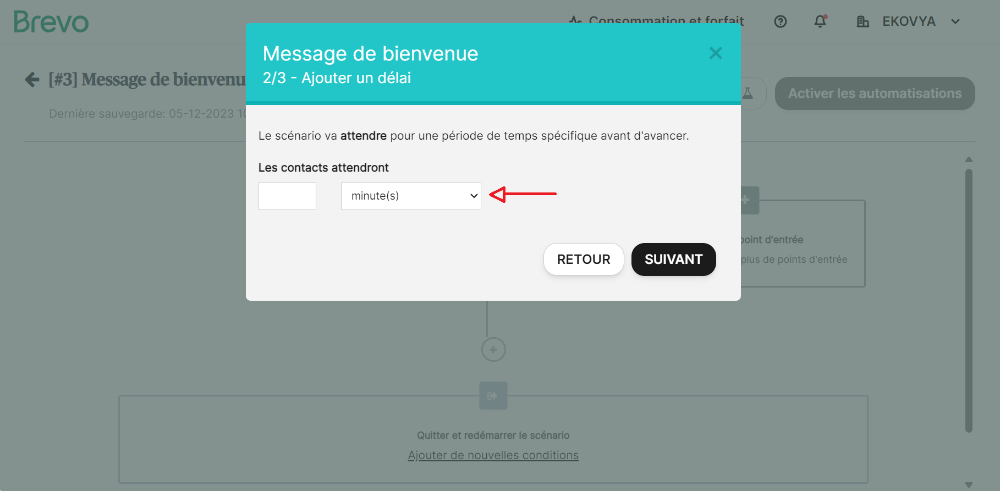 Brevo
Consommation et forfait
EKOVYA
[#3] Message de bienvenu
Dernière sauvegarde: 05-12-2023 10
Activer les automatisations
Message de bienvenue
2/3 - Ajouter un délai
Le scénario va attendre pour une période de temps spécifique avant d'avancer.
Les contacts attendront
minute(s)
RETOUR
SUIVANT
point d'entrée
plus de points d'entrée
Quitter et redémarrer le scénario
Ajouter de nouvelles conditions